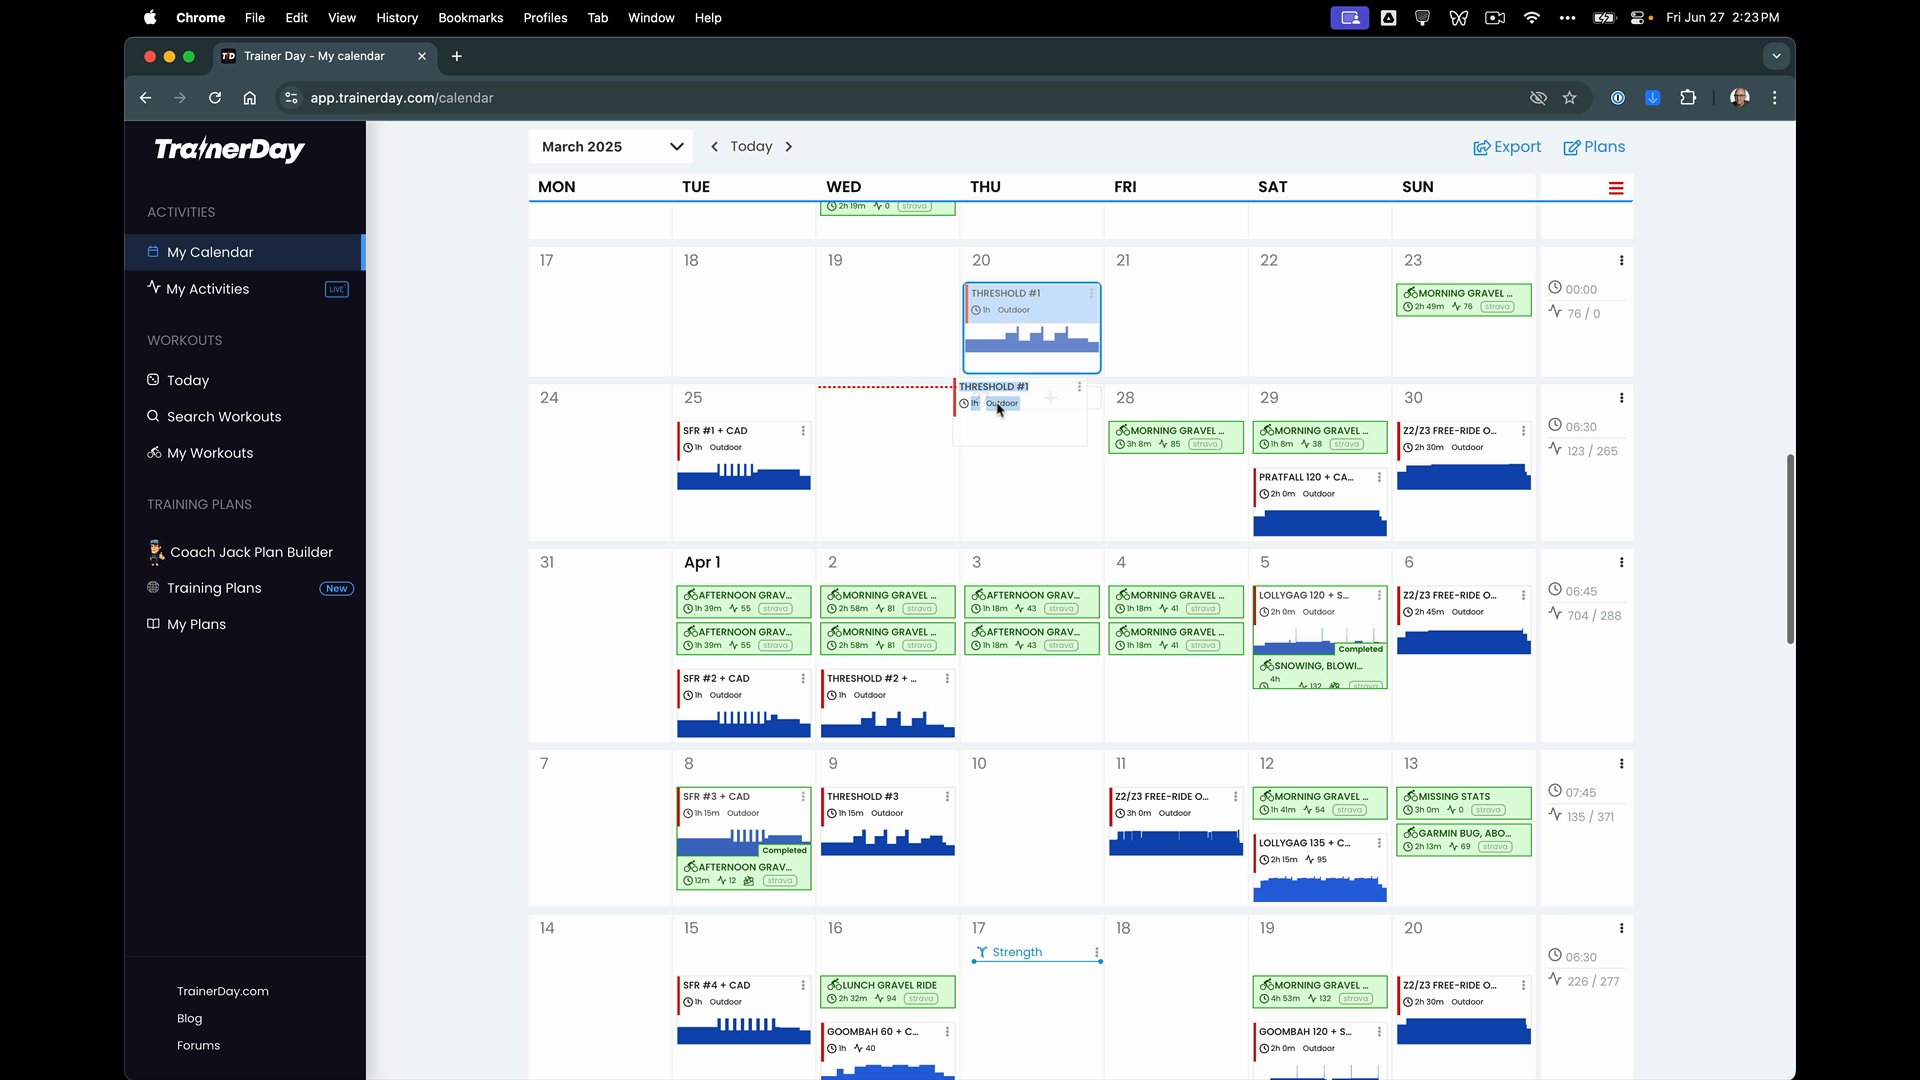 Chrome File Edit View History Bookmarks Profiles Tab Window Help Fri Jun 27 2:23 PM
TD Trainer Day - My calendar
app.trainerday.com/calendar
TrainerDay
ACTIVITIES
My Calendar
My Activities LIVE
WORKOUTS
Today
Search Workouts
My Workouts
TRAINING PLANS
Coach Jack Plan Builder
Training Plans New
My Plans
TrainerDay.com
Blog
Forums
March 2025 Today Export Plans
MON TUE WED THU FRI SAT SUN
2h 19m 0 strava
17 18 19 20 21 22 23
THRESHOLD #1 MORNING GRAVEL ...
1h Outdoor 2h 49m 76 strava
00:00
76 / 0
THRESHOLD #1
1h Outdoor
24 25 28 29 30
SFR #1 + CAD MORNING GRAVEL ... MORNING GRAVEL ... Z2/Z3 FREE-RIDE O...
1h Outdoor 3h 8m 85 strava 1h 8m 38 strava 2h 30m Outdoor
06:30
123 / 265
PRATFALL 120 + CA...
2h 0m Outdoor
31 Apr 1 2 3 4 5 6
AFTERNOON GRAV... MORNING GRAVEL ... AFTERNOON GRAV... MORNING GRAVEL ... LOLLYGAG 120 + S... Z2/Z3 FREE-RIDE O...
1h 39m 55 strava 2h 58m 81 strava 1h 18m 43 strava 1h 18m 41 strava 2h 0m Outdoor 2h 45m Outdoor
06:45
704 / 288
AFTERNOON GRAV... MORNING GRAVEL ... AFTERNOON GRAV... MORNING GRAVEL ...
1h 39m 55 strava 2h 58m 81 strava 1h 18m 43 strava 1h 18m 41 strava
Completed
SNOWING, BLOWI...
4h
132 strava
SFR #2 + CAD THRESHOLD #2 + ...
1h Outdoor 1h Outdoor
7 8 9 10 11 12 13
SFR #3 + CAD THRESHOLD #3 Z2/Z3 FREE-RIDE O... MORNING GRAVEL ... MISSING STATS
1h 15m Outdoor 1h 15m Outdoor 3h 0m Outdoor 1h 41m 54 strava 3h 0m 0 strava
07:45
135 / 371
Completed
AFTERNOON GRAV...
12m 12 strava
LOLLYGAG 135 + C... GARMIN BUG, ABO...
2h 15m 95 2h 13m 69 strava
14 15 16 17 18 19 20
Strength
SFR #4 + CAD LUNCH GRAVEL RIDE MORNING GRAVEL ... Z2/Z3 FREE-RIDE O...
1h Outdoor 2h 32m 94 strava 4h 53m 132 strava 2h 30m Outdoor
06:30
226 / 277
GOOMBAH 60 + C... GOOMBAH 120 + S...
1h 40 2h 0m Outdoor